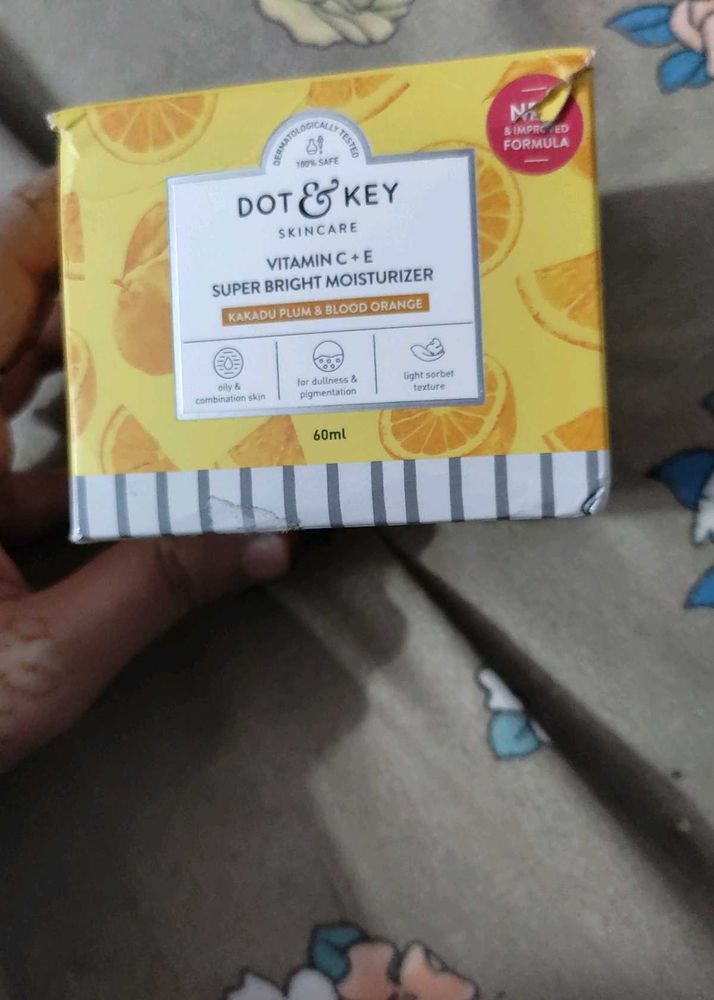 DERMATOLOGICALLY TESTED
100% SAFE
DOT & KEY
SKINCARE
VITAMIN C + E
SUPER BRIGHT MOISTURIZER
KAKADU PLUM & BLOOD ORANGE
oily &
combination skin
for dullness &
pigmentation
light sorbet
texture
60ml
& IMPROVED
FORMULA